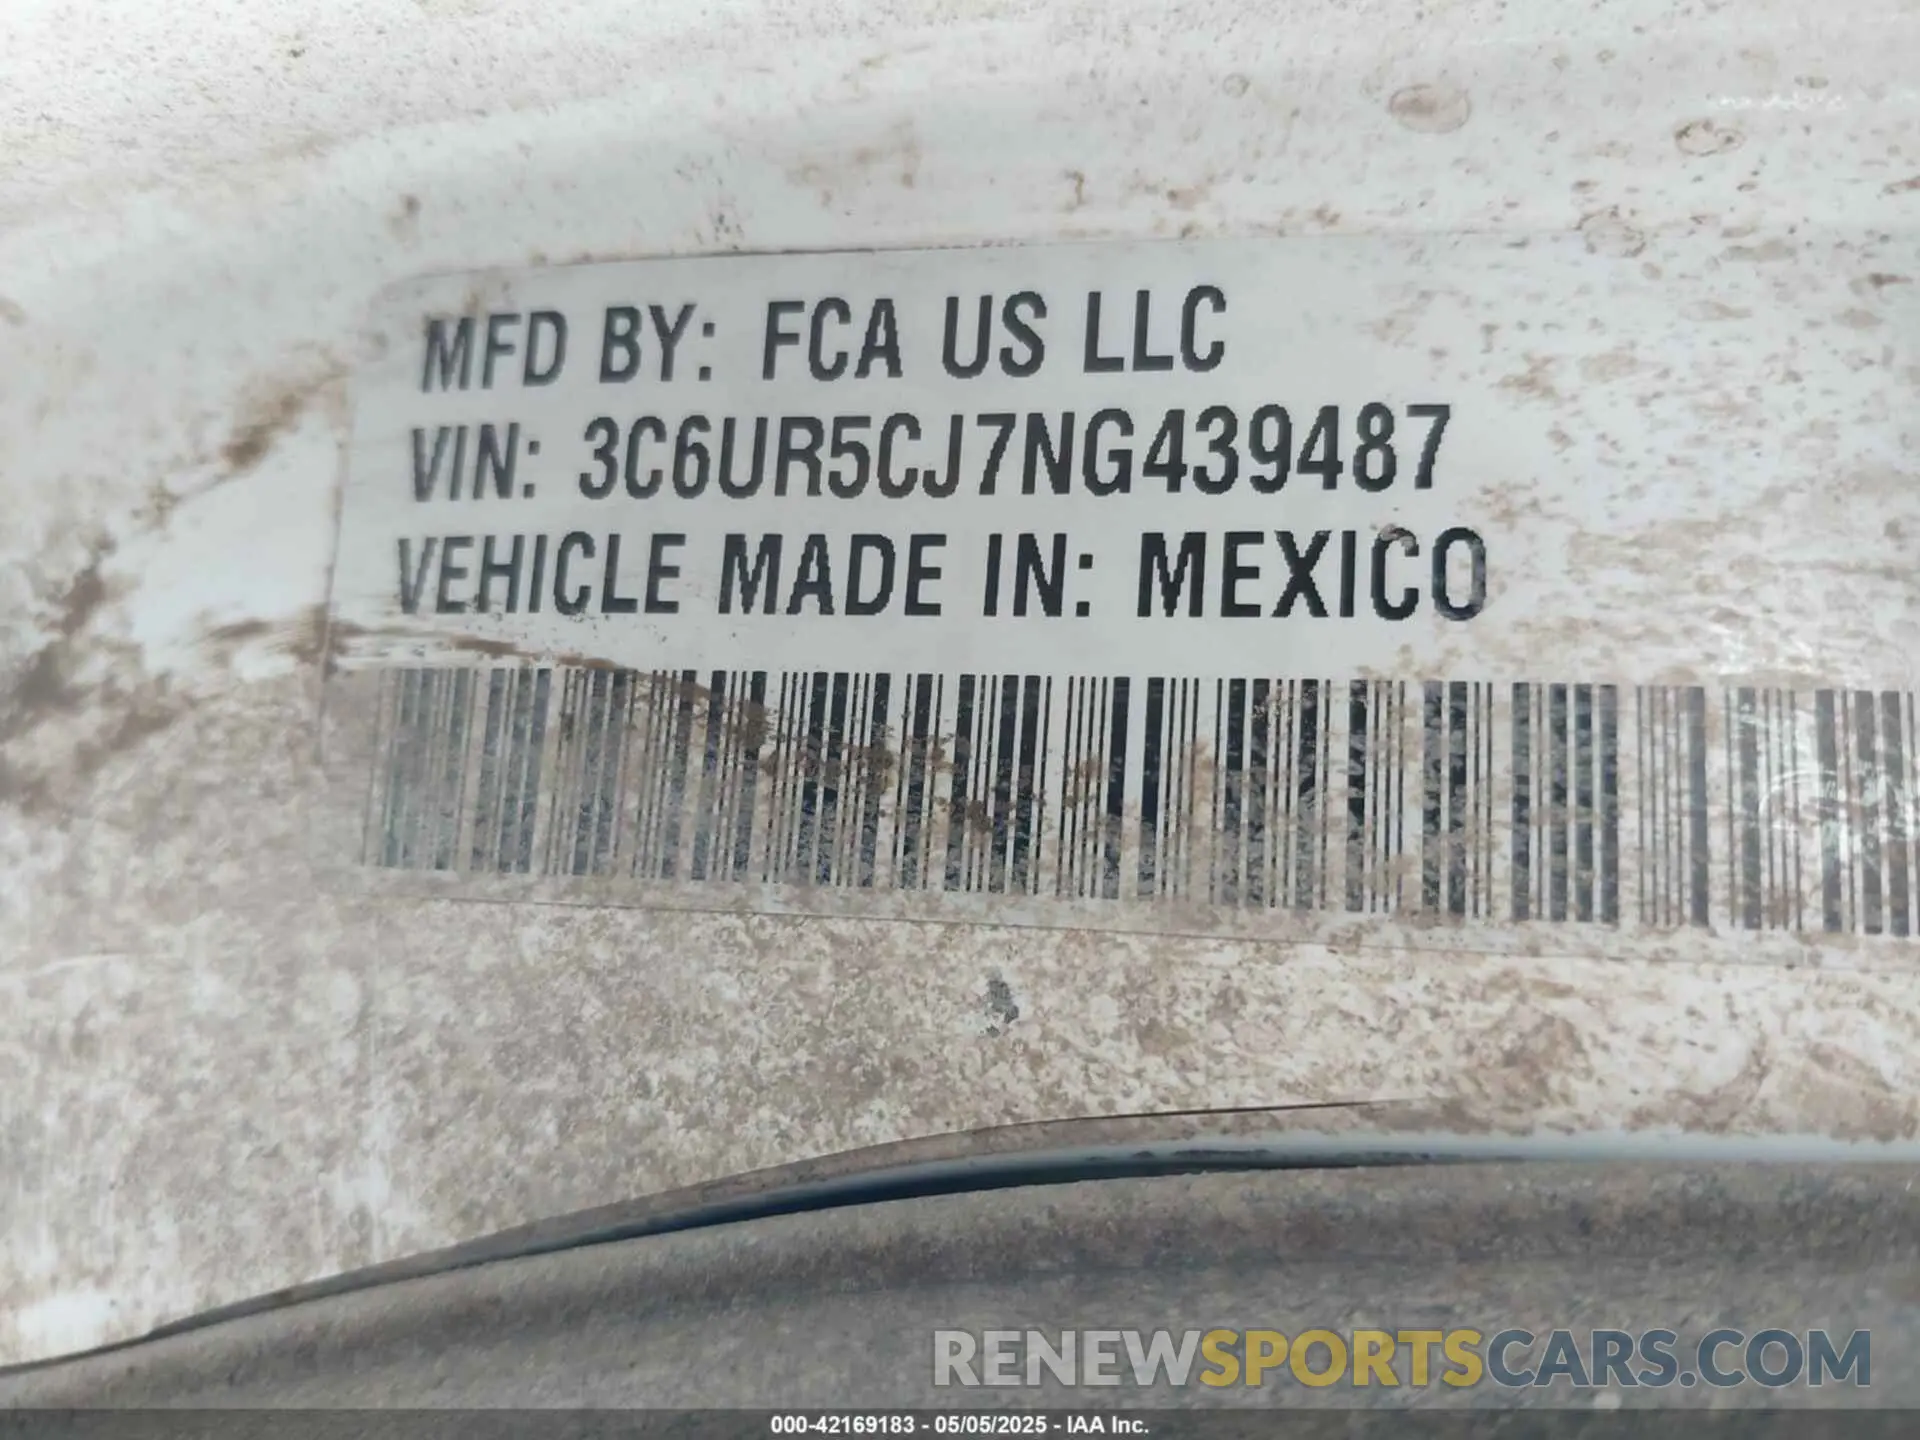 MFD BY: FCA US LLC
VIN: 3C6UR5CJ7NG439487
VEHICLE MADE IN: MEXICO
RENEWSPORTSCARS.COM
000-42169183 - 05/05/2025 - IAA Inc.